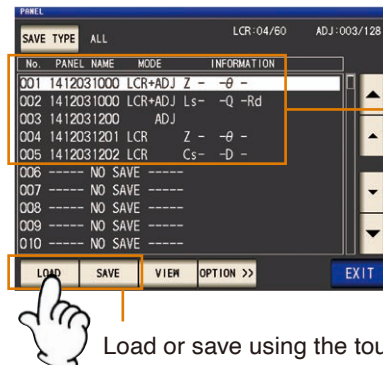 PANEL
SAVE TYPE ALL LCR:04/60 ADJ:003/128
No. PANEL NAME MODE INFORMATION
001 1412031000 LCR+ADJ Z - -θ -
002 1412031000 LCR+ADJ Ls- -Q -Rd
003 1412031200 ADJ
004 1412031201 LCR Z - -θ -
005 1412031202 LCR Cs- -D -
006 ----- NO SAVE -----
007 ----- NO SAVE -----
008 ----- NO SAVE -----
009 ----- NO SAVE -----
010 ----- NO SAVE -----
LOAD SAVE VIEW OPTION >> EXIT
Load or save using the tou